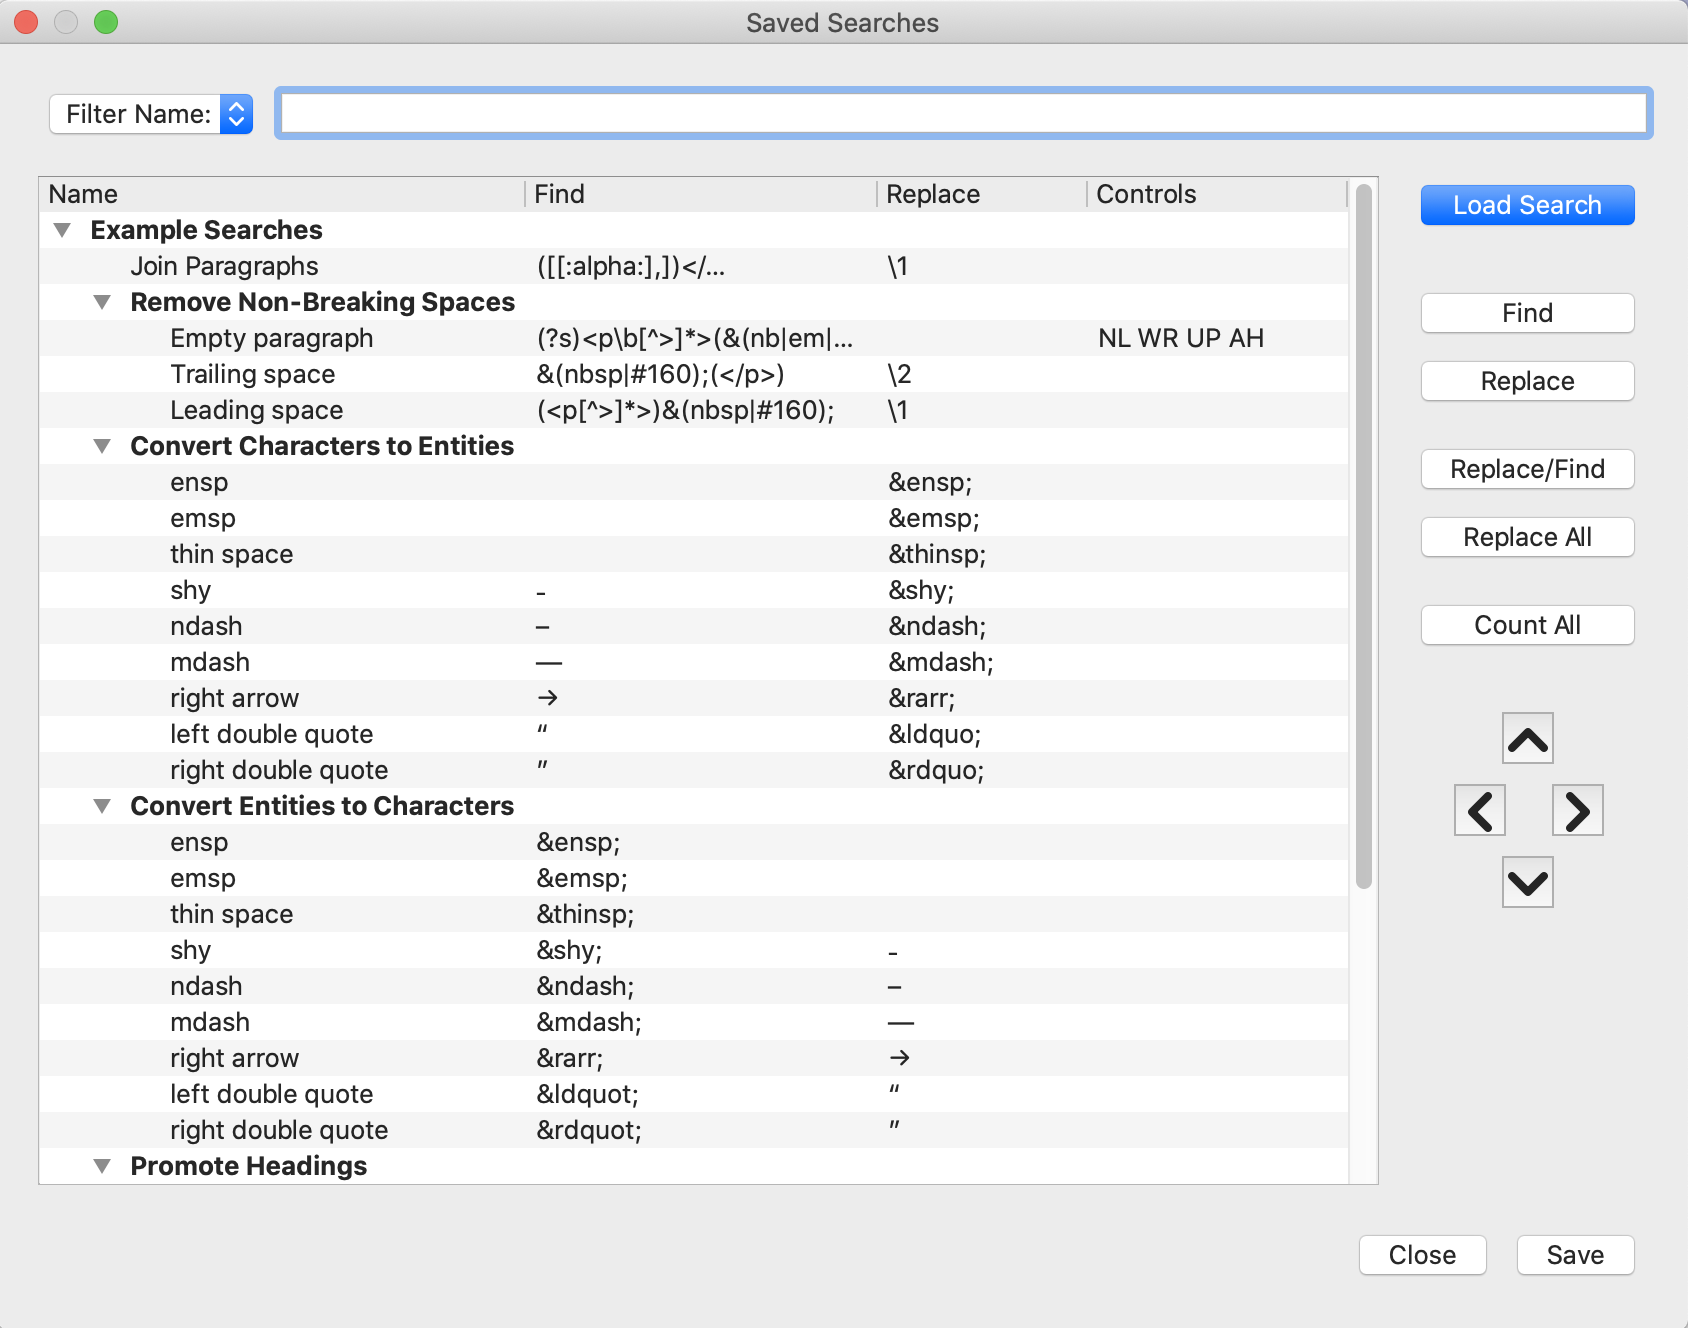 Saved Searches
Filter Name:
Name Find Replace Controls
Example Searches
Join Paragraphs ([[:alpha:],])</... \1
Remove Non-Breaking Spaces
Empty paragraph (?s)<p\b[^>]*>(&(nb|em|... NL WR UP AH
Trailing space &(nbsp|#160);(</p>) \2
Leading space (<p[^>]*>)&(nbsp|#160); \1
Convert Characters to Entities
ensp &ensp;
emsp &emsp;
thin space &thinsp;
shy - &shy;
ndash – &ndash;
mdash — &mdash;
right arrow → &rarr;
left double quote “ &ldquo;
right double quote ” &rdquo;
Convert Entities to Characters
ensp &ensp;
emsp &emsp;
thin space &thinsp;
shy &shy; -
ndash &ndash; –
mdash &mdash; —
right arrow &rarr; →
left double quote &ldquot; “
right double quote &rdquot; ”
Promote Headings
Load Search
Find
Replace
Replace/Find
Replace All
Count All
Close Save